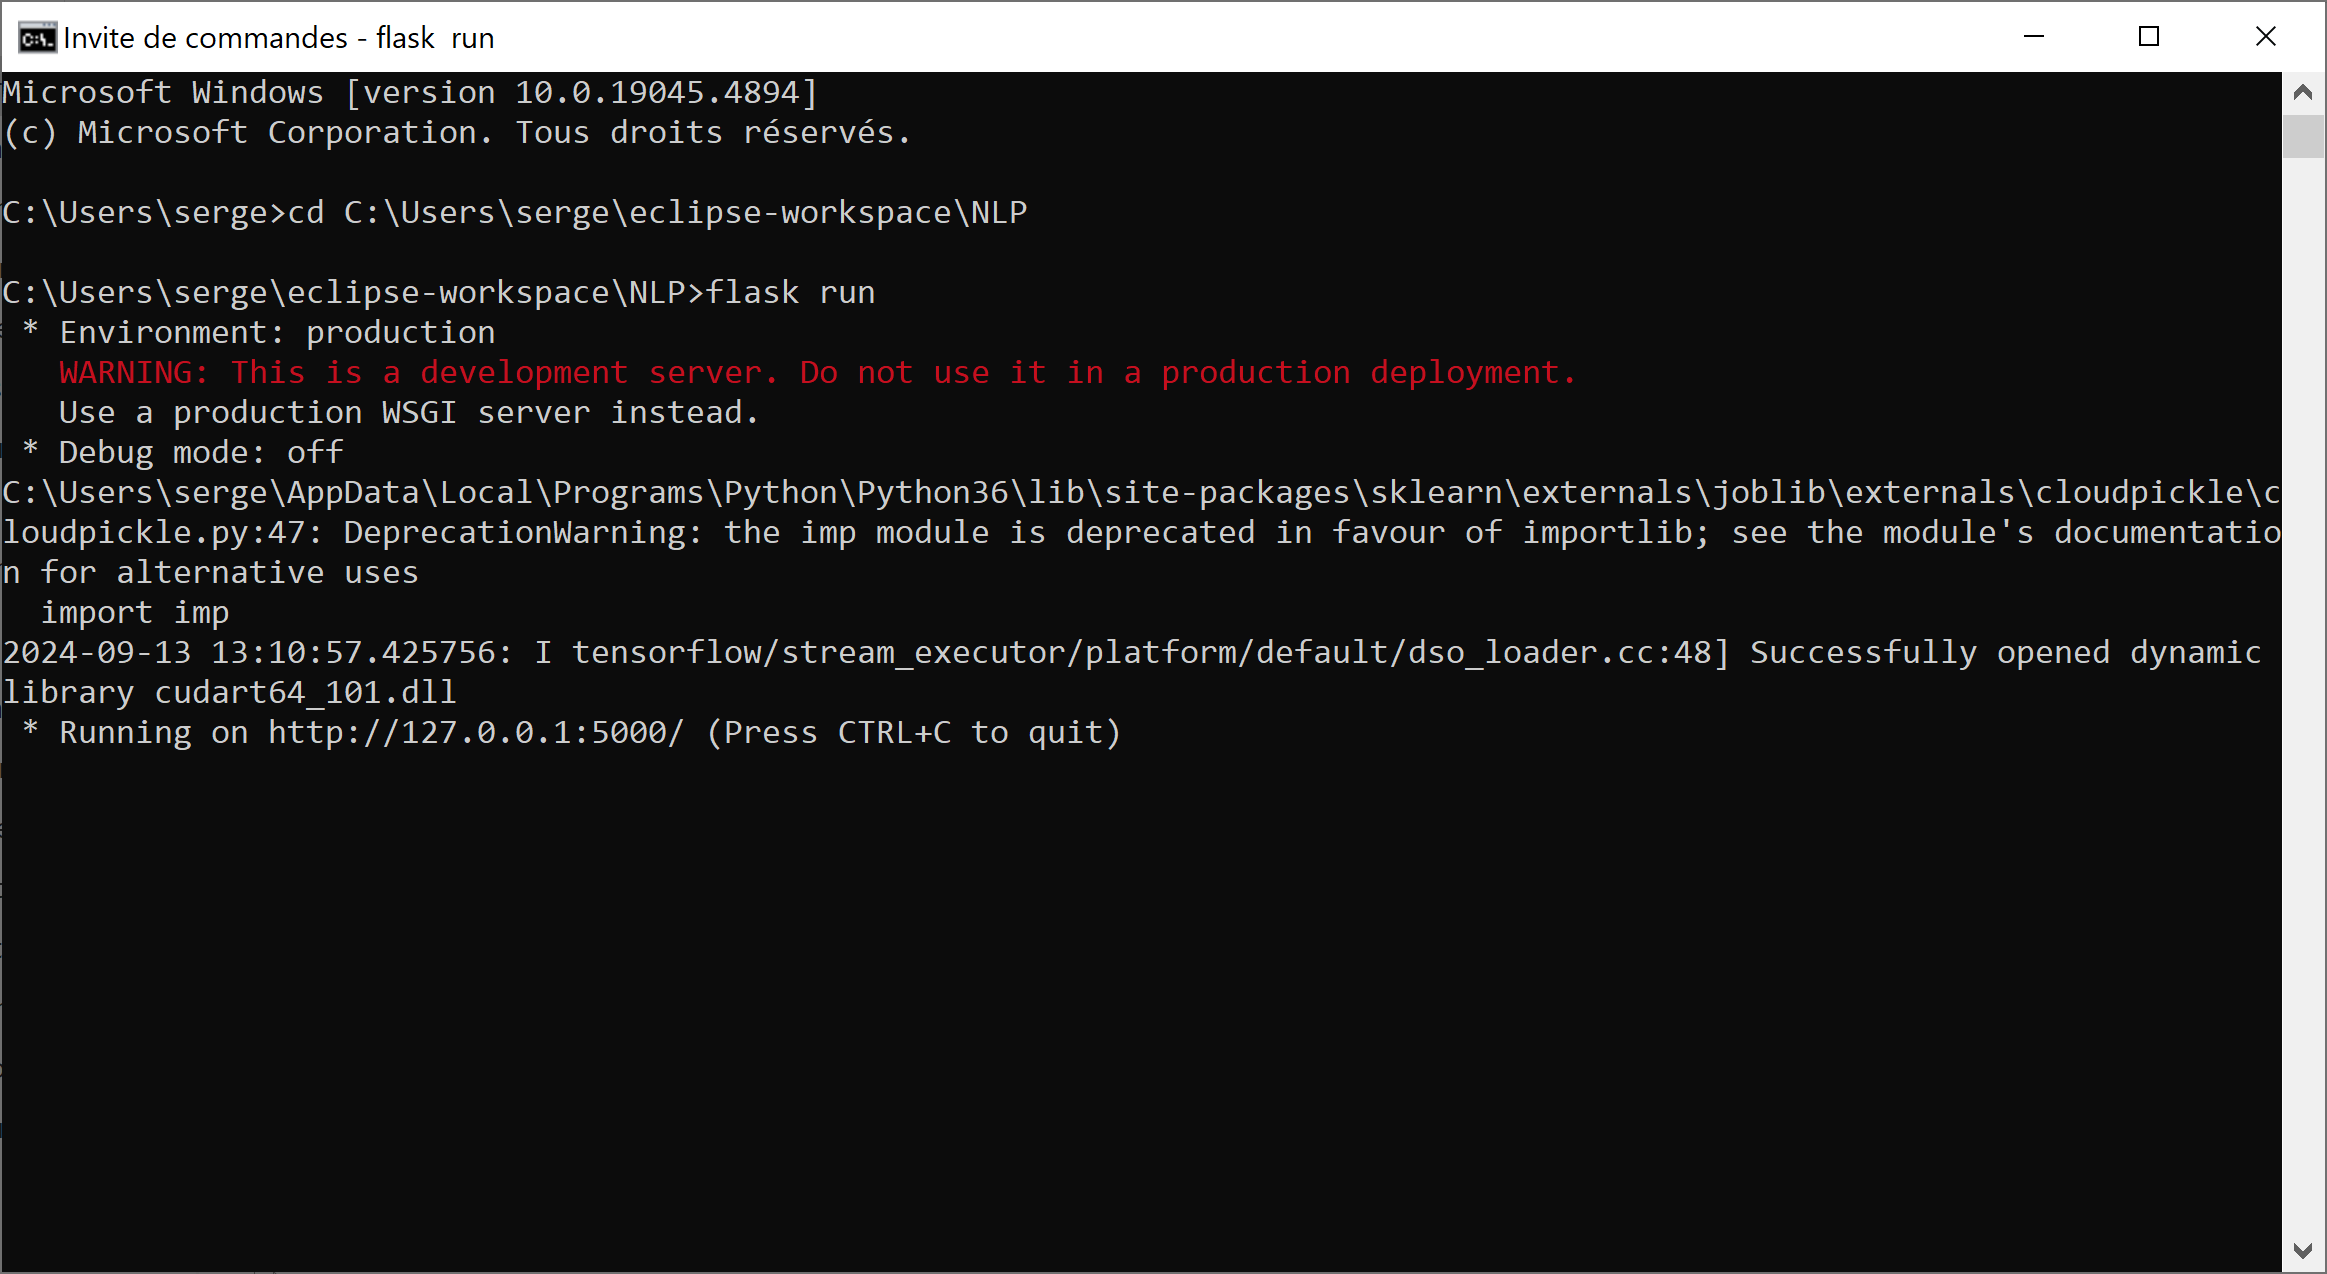 Invite de commandes - flask  run
Microsoft Windows [version 10.0.19045.4894]
(c) Microsoft Corporation. Tous droits réservés.
C:\Users\serge>cd C:\Users\serge\eclipse-workspace\NLP
C:\Users\serge\eclipse-workspace\NLP>flask run
 * Environment: production
   WARNING: This is a development server. Do not use it in a production deployment.
   Use a production WSGI server instead.
 * Debug mode: off
C:\Users\serge\AppData\Local\Programs\Python\Python36\lib\site-packages\sklearn\externals\joblib\externals\cloudpickle\c
loudpickle.py:47: DeprecationWarning: the imp module is deprecated in favour of importlib; see the module's documentatio
n for alternative uses
  import imp
2024-09-13 13:10:57.425756: I tensorflow/stream_executor/platform/default/dso_loader.cc:48] Successfully opened dynamic
library cudart64_101.dll
 * Running on http://127.0.0.1:5000/ (Press CTRL+C to quit)